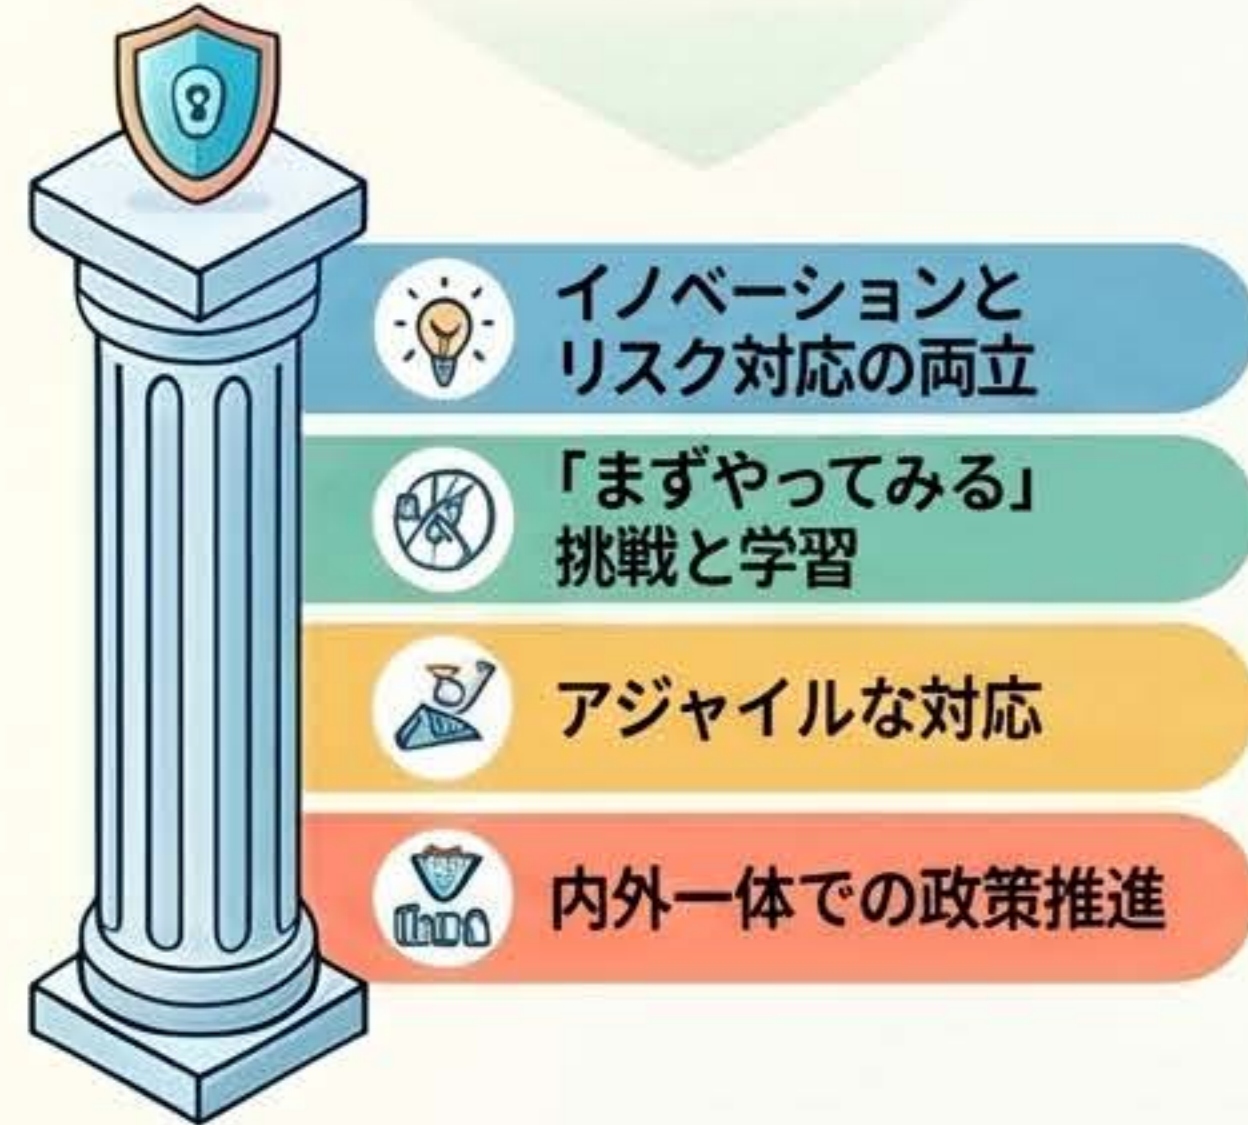 イノベーションと
リスク対応の両立
「まずやってみる」
挑戦と学習
アジャイルな対応
内外一体での政策推進